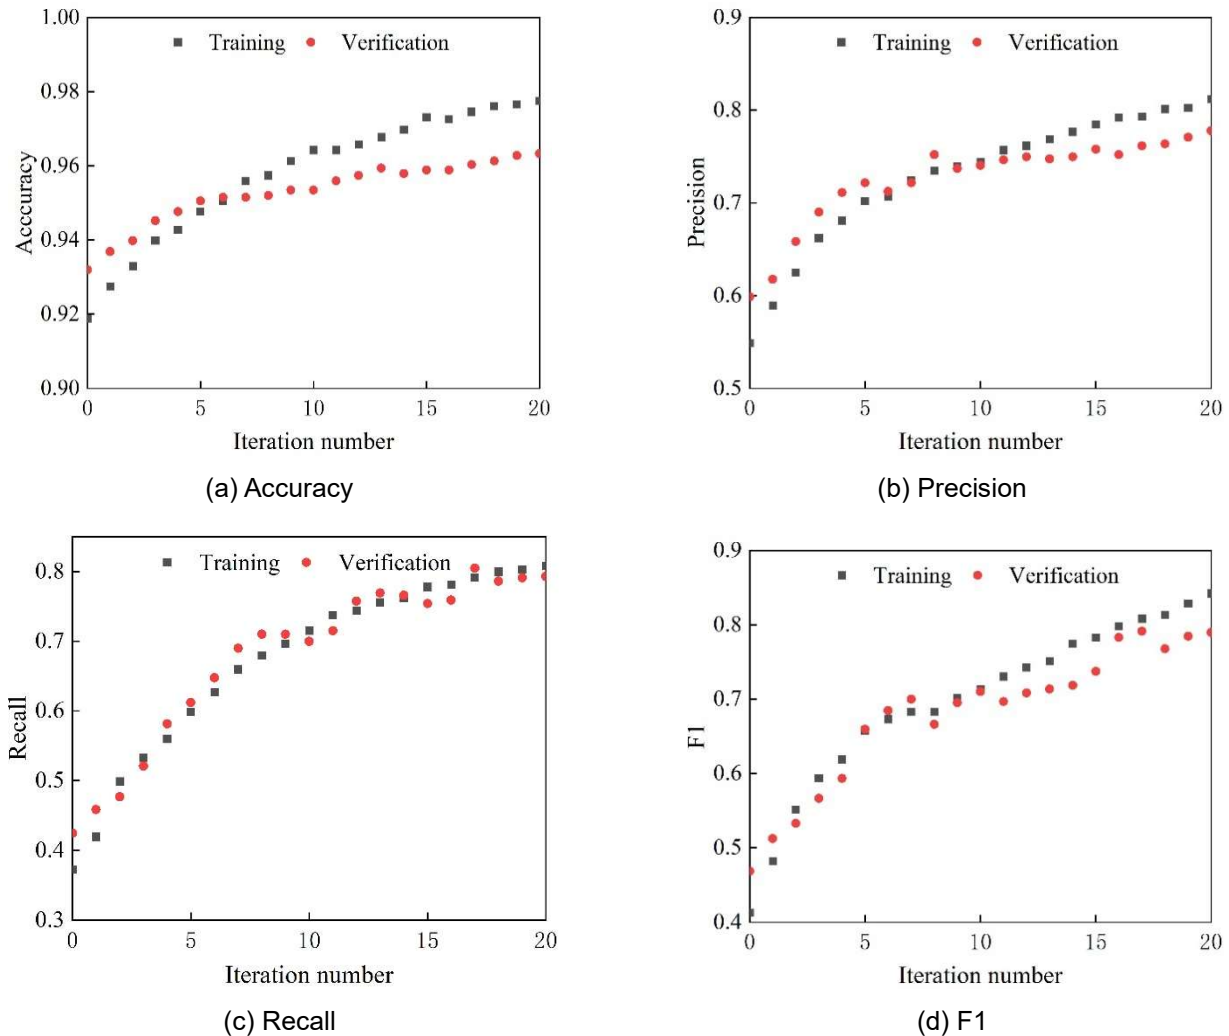 1.00
0.98
0.96
0.94
0.92
0.90
Training
Verification
Acccuracy
0
5
10
15
20
Iteration number
(a) Accuracy
0.9
0.8
0.7
0.6
0.5
Training
Verification
Precision
0
5
10
15
20
Iteration number
(b) Precision
0.8
0.7
0.6
0.5
0.4
0.3
Training
Verification
Recall
0
5
10
15
20
Iteration number
(c) Recall
0.9
0.8
0.7
0.6
0.5
0.4
Training
Verification
F1
0
5
10
15
20
Iteration number
(d) F1